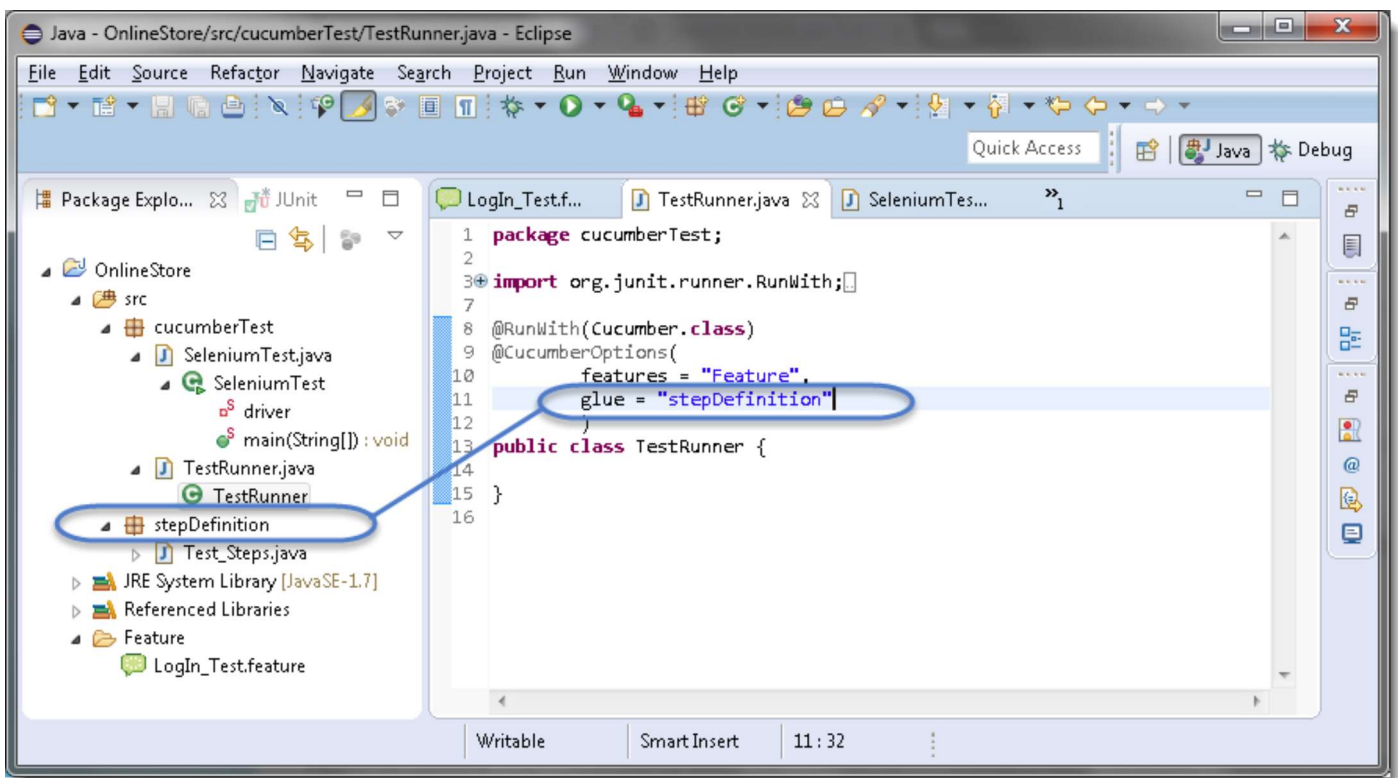 Java - OnlineStore/src/cucumberTest/TestRunner.java - Eclipse
File Edit Source Refactor Navigate Search Project Run Window Help
Quick Access Java Debug
Package Explo... JUnit
OnlineStore
src
cucumberTest
SeleniumTest.java
SeleniumTest
driver
main(String[]) : void
TestRunner.java
TestRunner
stepDefinition
Test_Steps.java
JRE System Library [JavaSE-1.7]
Referenced Libraries
Feature
LogIn_Test.feature
LogIn_Test.f... TestRunner.java SeleniumTes... »1
1 package cucumberTest;
2
3 import org.junit.runner.RunWith;
7
8 @RunWith(Cucumber.class)
9 @CucumberOptions(
10 features = "Feature",
11 glue = "stepDefinition"
12 )
13 public class TestRunner {
14
15 }
16
Writable Smart Insert 11 : 32